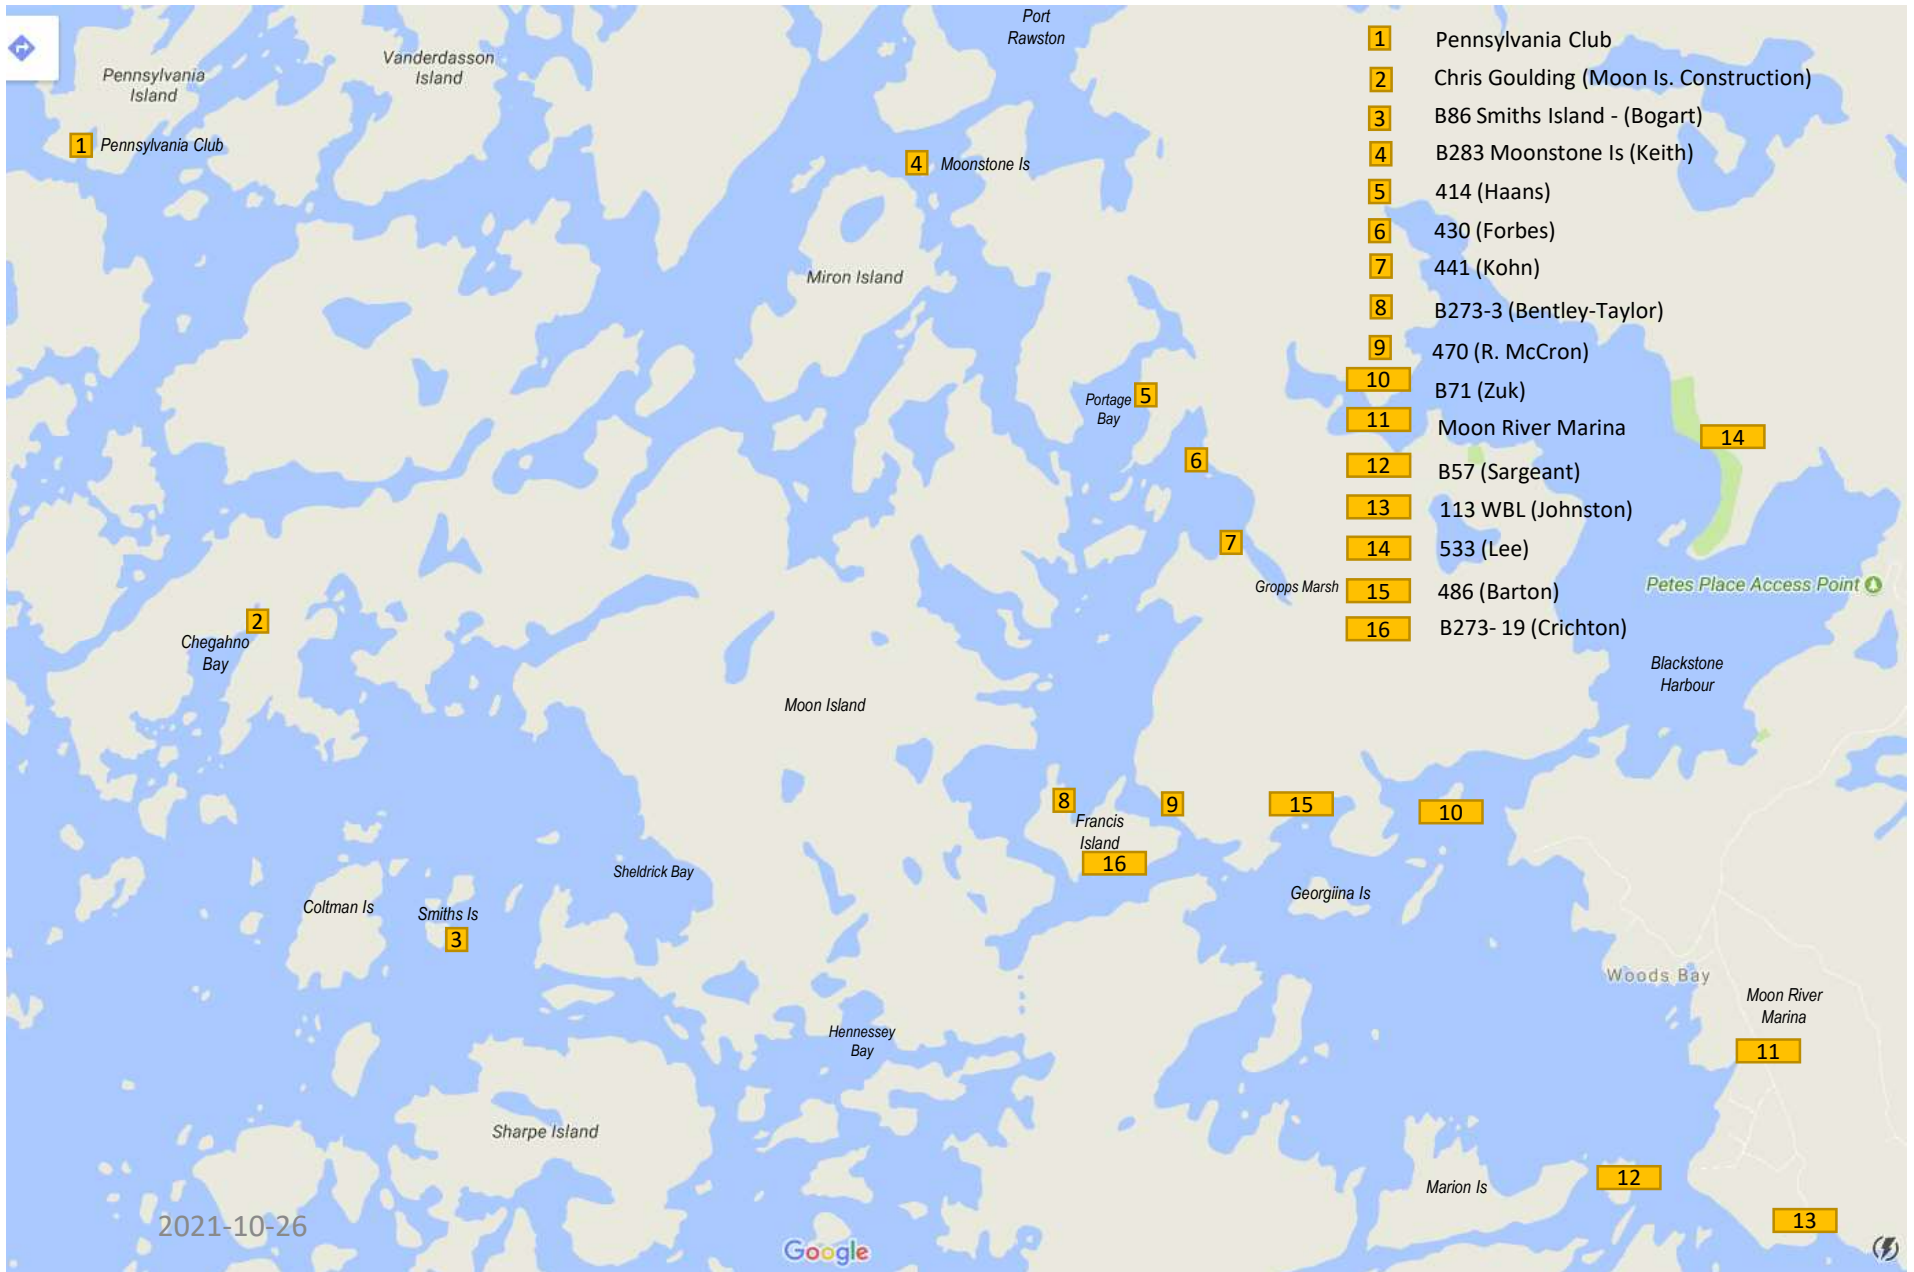 Port
Rawston
Vanderdasson
Island
Pennsylvania
Island
1 Pennsylvania Club
4 Moonstone Is
Miron Island
Portage
Bay
5
6
7
Gropps Marsh
2
Chegahno
Bay
Moon Island
8
Francis
Island
16
9
15
10
Georgiina Is
Sheldrick Bay
Coltman Is
Smiths Is
3
Hennessey
Bay
Sharpe Island
Woods Bay
Moon River
Marina
11
Marion Is
12
13
14
Petes Place Access Point
Blackstone
Harbour
1 Pennsylvania Club
2 Chris Goulding (Moon Is. Construction)
3 B86 Smiths Island - (Bogart)
4 B283 Moonstone Is (Keith)
5 414 (Haans)
6 430 (Forbes)
7 441 (Kohn)
8 B273-3 (Bentley-Taylor)
9 470 (R. McCron)
10 B71 (Zuk)
11 Moon River Marina
12 B57 (Sargeant)
13 113 WBL (Johnston)
14 533 (Lee)
15 486 (Barton)
16 B273- 19 (Crichton)
2021-10-26
Google